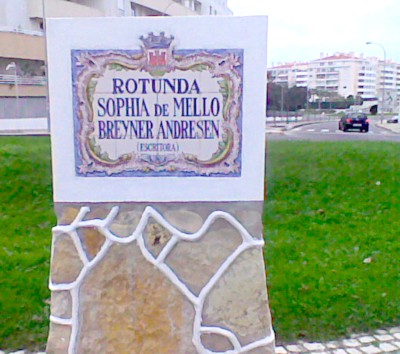 ROTUNDA
SOPHIA DE MELLO
BREYNER ANDRESEN
(ESCRITORA)